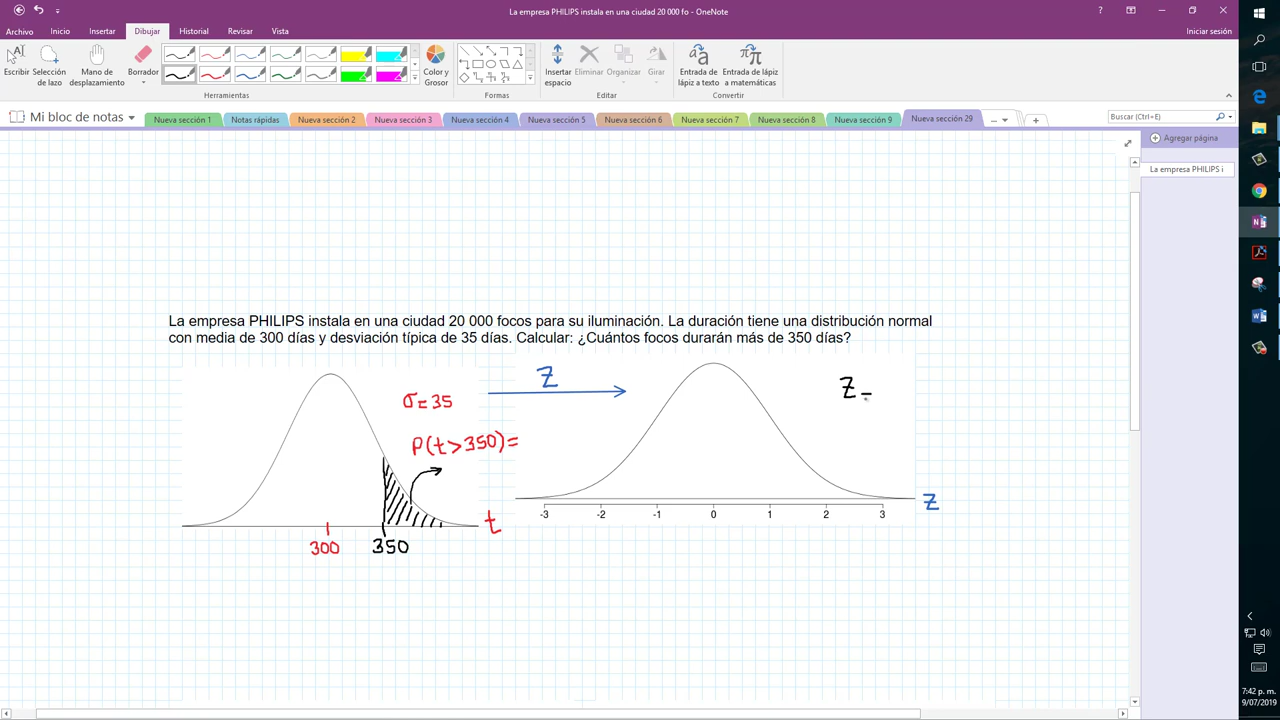 La empresa PHILIPS instala en una ciudad 20 000 fo - OneNote
Archivo Inicio Insertar Dibujar Historial Revisar Vista
Iniciar sesión
Escribir
Selección de lazo
Mano de desplazamiento
Borrador
Color y Grosor
Insertar espacio
Eliminar
Organizar
Girar
Entrada de lápiz a texto
Entrada de lápiz a matemáticas
Herramientas
Formas
Editar
Convertir
Mi bloc de notas
Nueva sección 1
Notas rápidas
Nueva sección 2
Nueva sección 3
Nueva sección 4
Nueva sección 5
Nueva sección 6
Nueva sección 7
Nueva sección 8
Nueva sección 9
Nueva sección 29
Buscar (Ctrl+E)
Agregar página
La empresa PHILIPS i
La empresa PHILIPS instala en una ciudad 20 000 focos para su iluminación. La duración tiene una distribución normal
con media de 300 días y desviación típica de 35 días. Calcular: ¿Cuántos focos durarán más de 350 días?
σ=35
P(t>350)=
300
350
t
Z
Z=
-3 -2 -1 0 1 2 3
Z
7:42 p. m.
9/07/2019